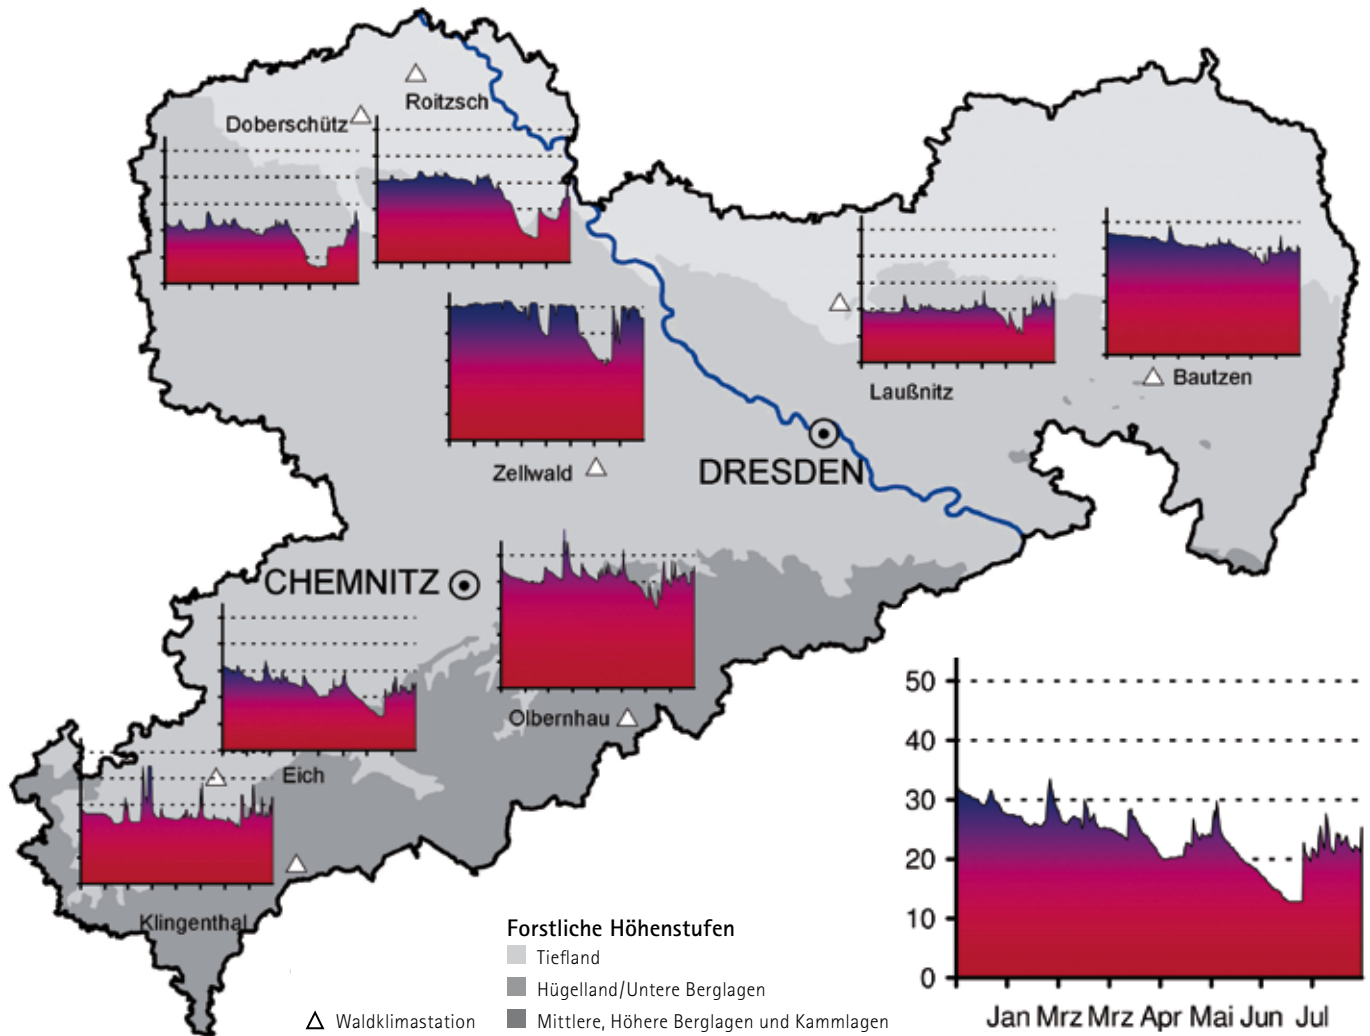 Roitzsch
Doberschütz
Laußnitz
Bautzen
Zellwald
DRESDEN
CHEMNITZ
Olbernhau
Eich
Klingenthal
50
40
30
20
10
0
Jan Mrz Mrz Apr Mai Jun Jul
Forstliche Höhenstufen
Tiefland
Hügelland/Untere Berglagen
Mittlere, Höhere Berglagen und Kammlagen
Waldklimastation